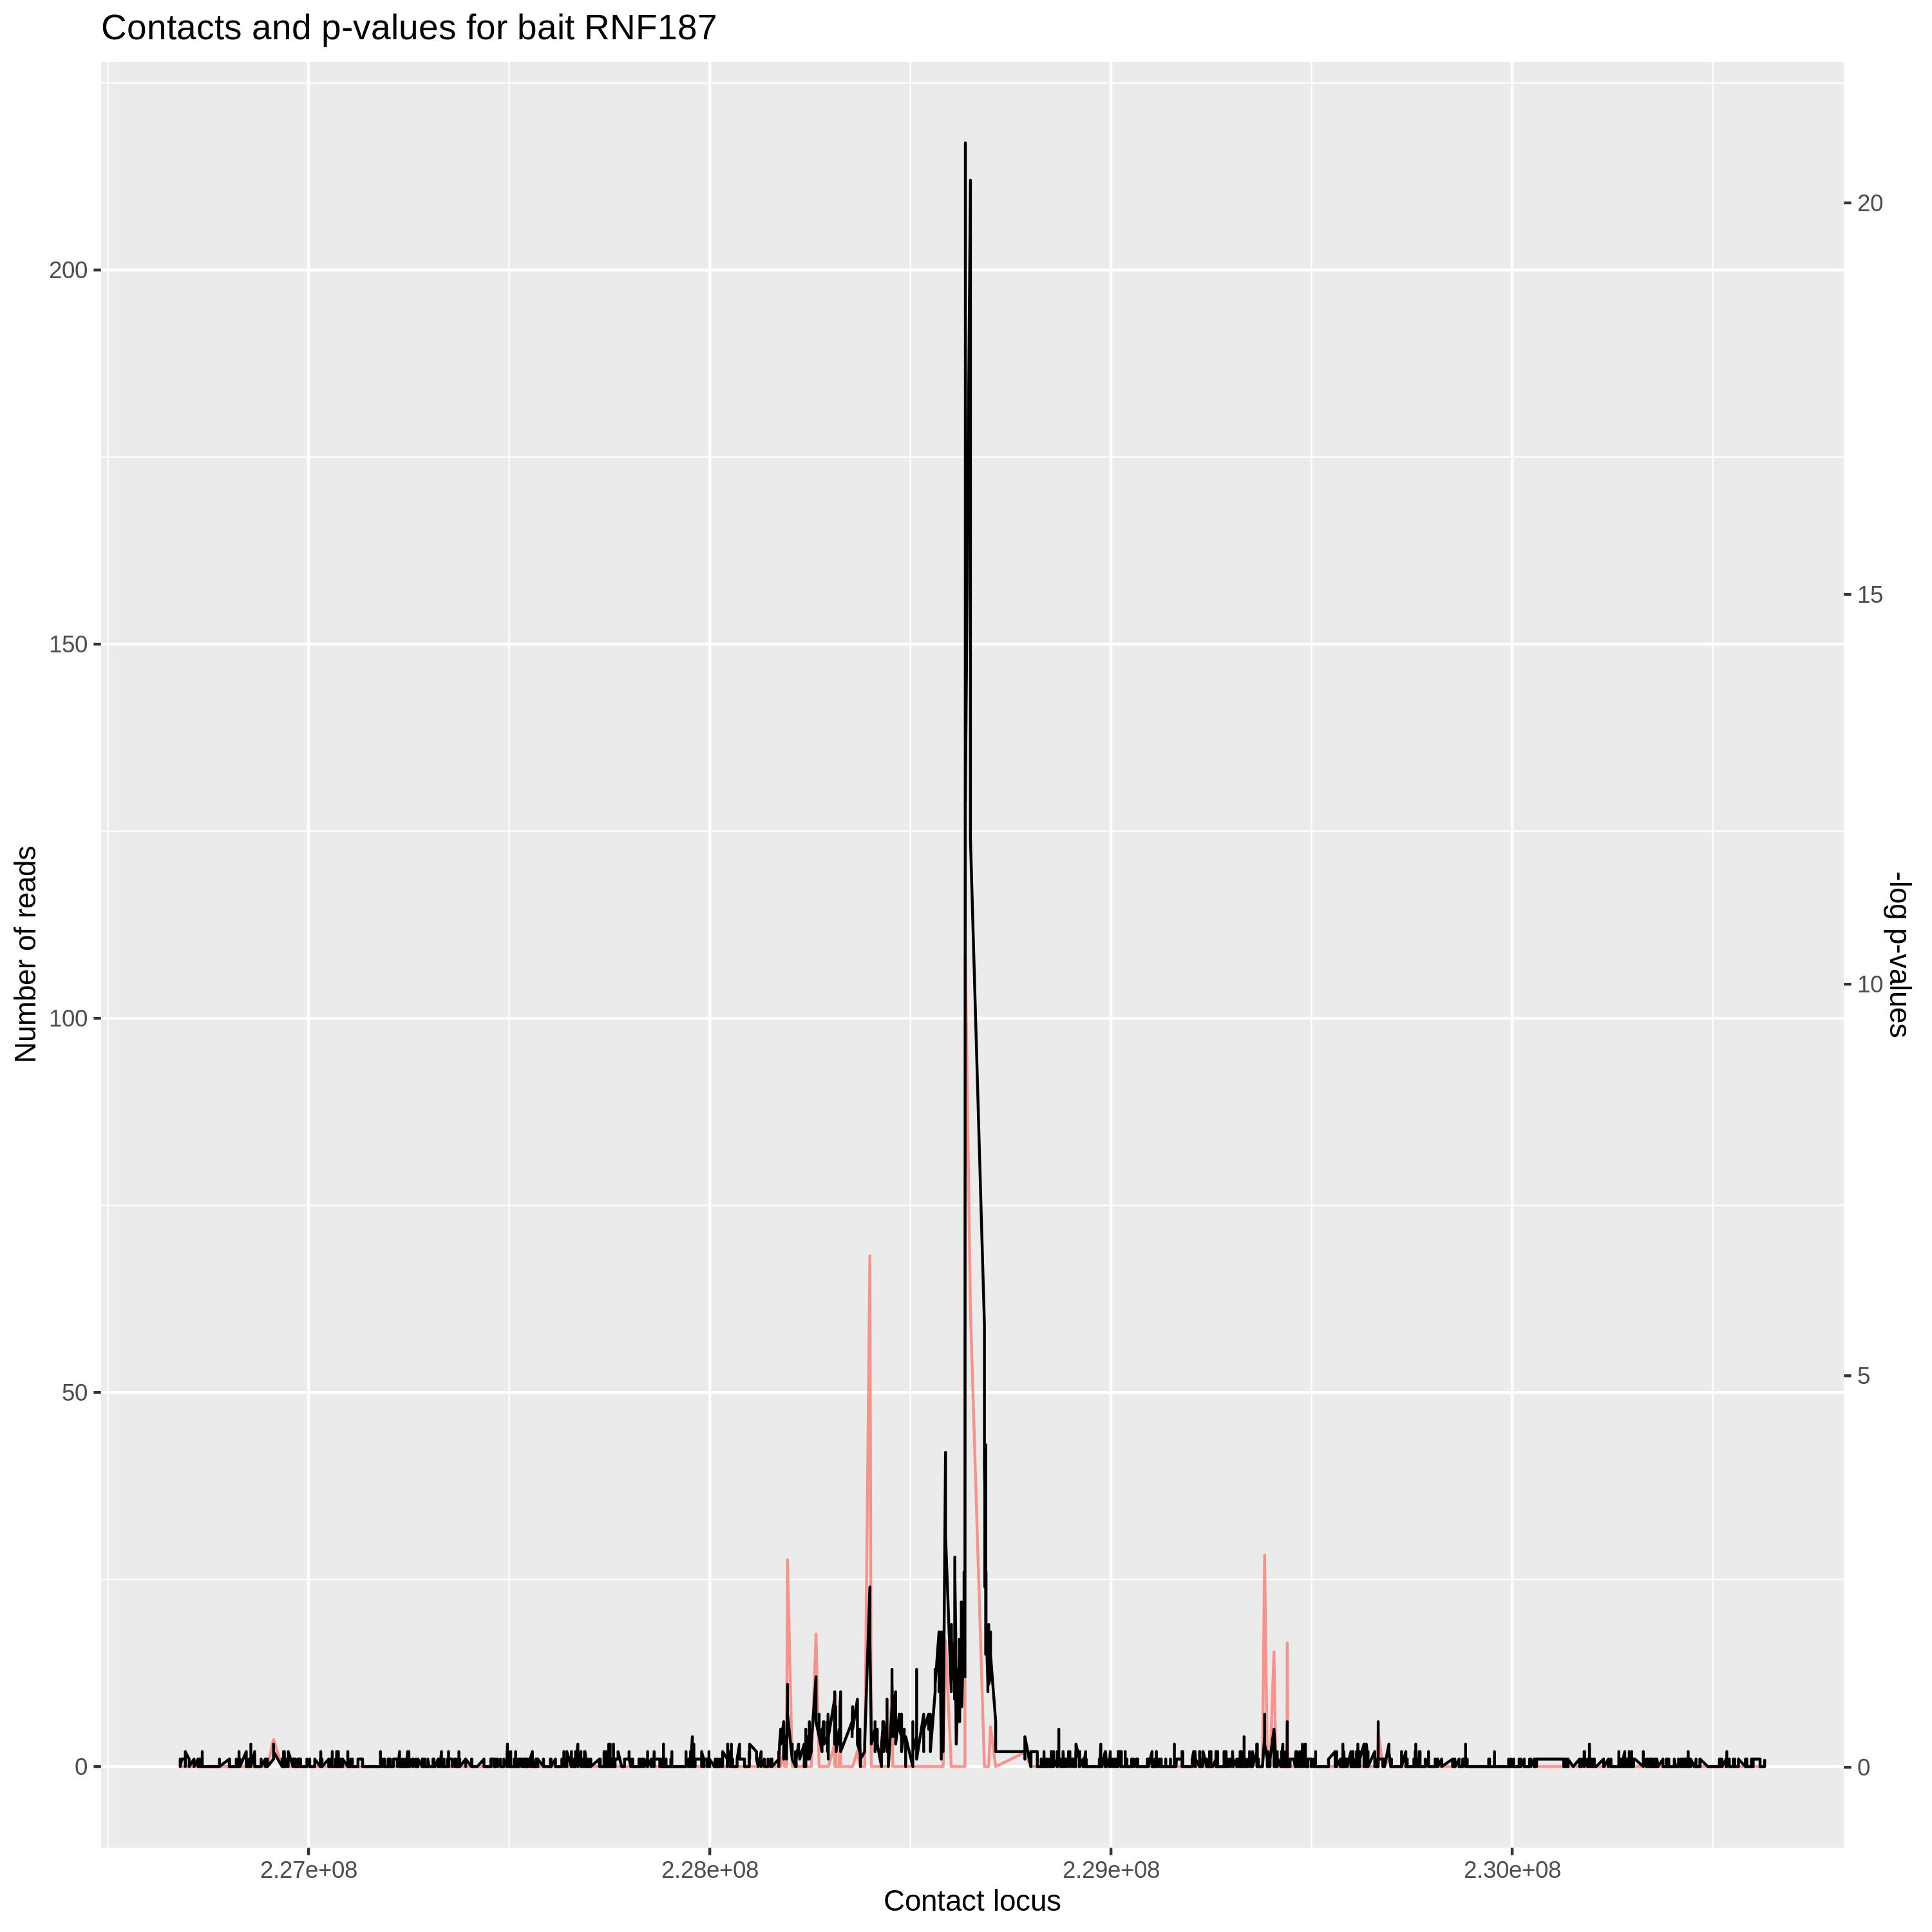 Contacts and p-values for bait RNF187
200
150
100
50
0
20
15
10
5
0
Number of reads
-log p-values
2.27e+08
2.28e+08
2.29e+08
2.30e+08
Contact locus